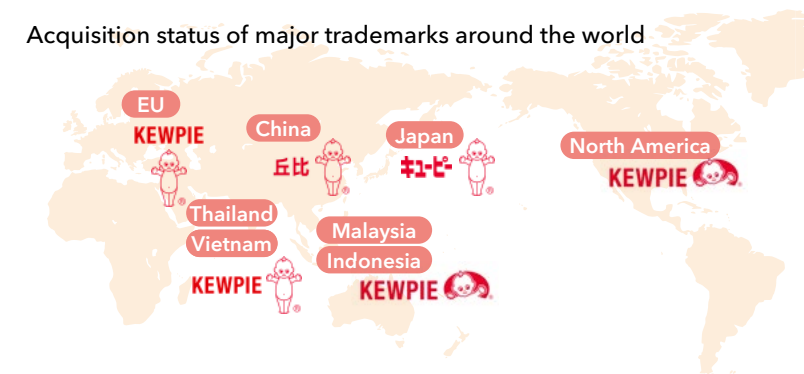 Acquisition status of major trademarks around the world
EU
KEWPIE
®
China
丘比
®
Japan
キユーピー
®
North America
KEWPIE
®
Thailand
Vietnam
KEWPIE
®
Malaysia
Indonesia
KEWPIE
®